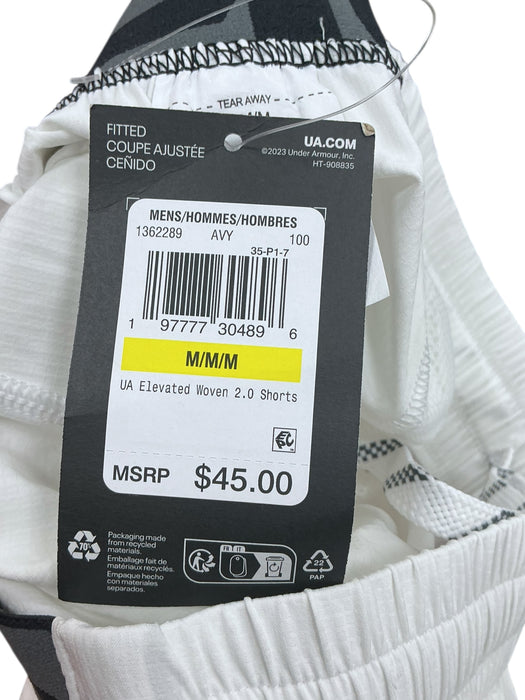 TEAR AWAY
FITTED
COUPE AJUSTÉE
CEÑIDO
UA.COM
©2023 Under Armour, Inc.
HT-908835
MENS/HOMMES/HOMBRES
1362289 AVY 100
35-P1-7
1 97777 30489 6
M/M/M
UA Elevated Woven 2.0 Shorts
MSRP $45.00
70%
Packaging made
from recycled
materials.
Emballage fait de
matériaux recyclés.
Empaque hecho
con materiales
separados.
22
PAP